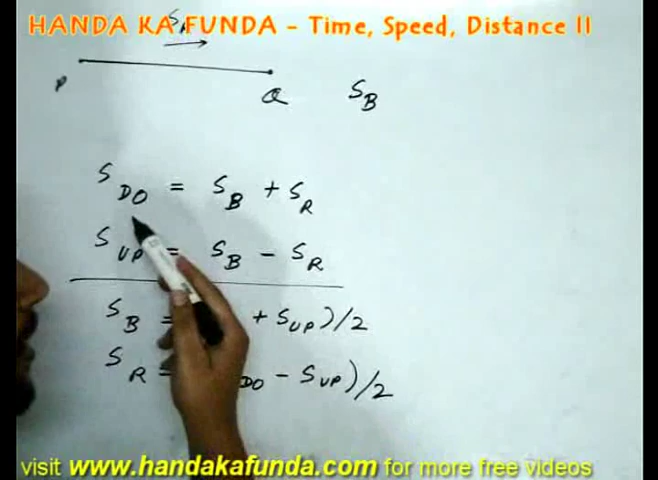 HANDA KA FUNDA - Time, Speed, Distance II
P
Q
S_B
S_DO = S_B + S_R
S_UP = S_B - S_R
S_B = + S_UP)/2
S_R = DO - S_UP)/2
visit www.handakafunda.com for more free videos